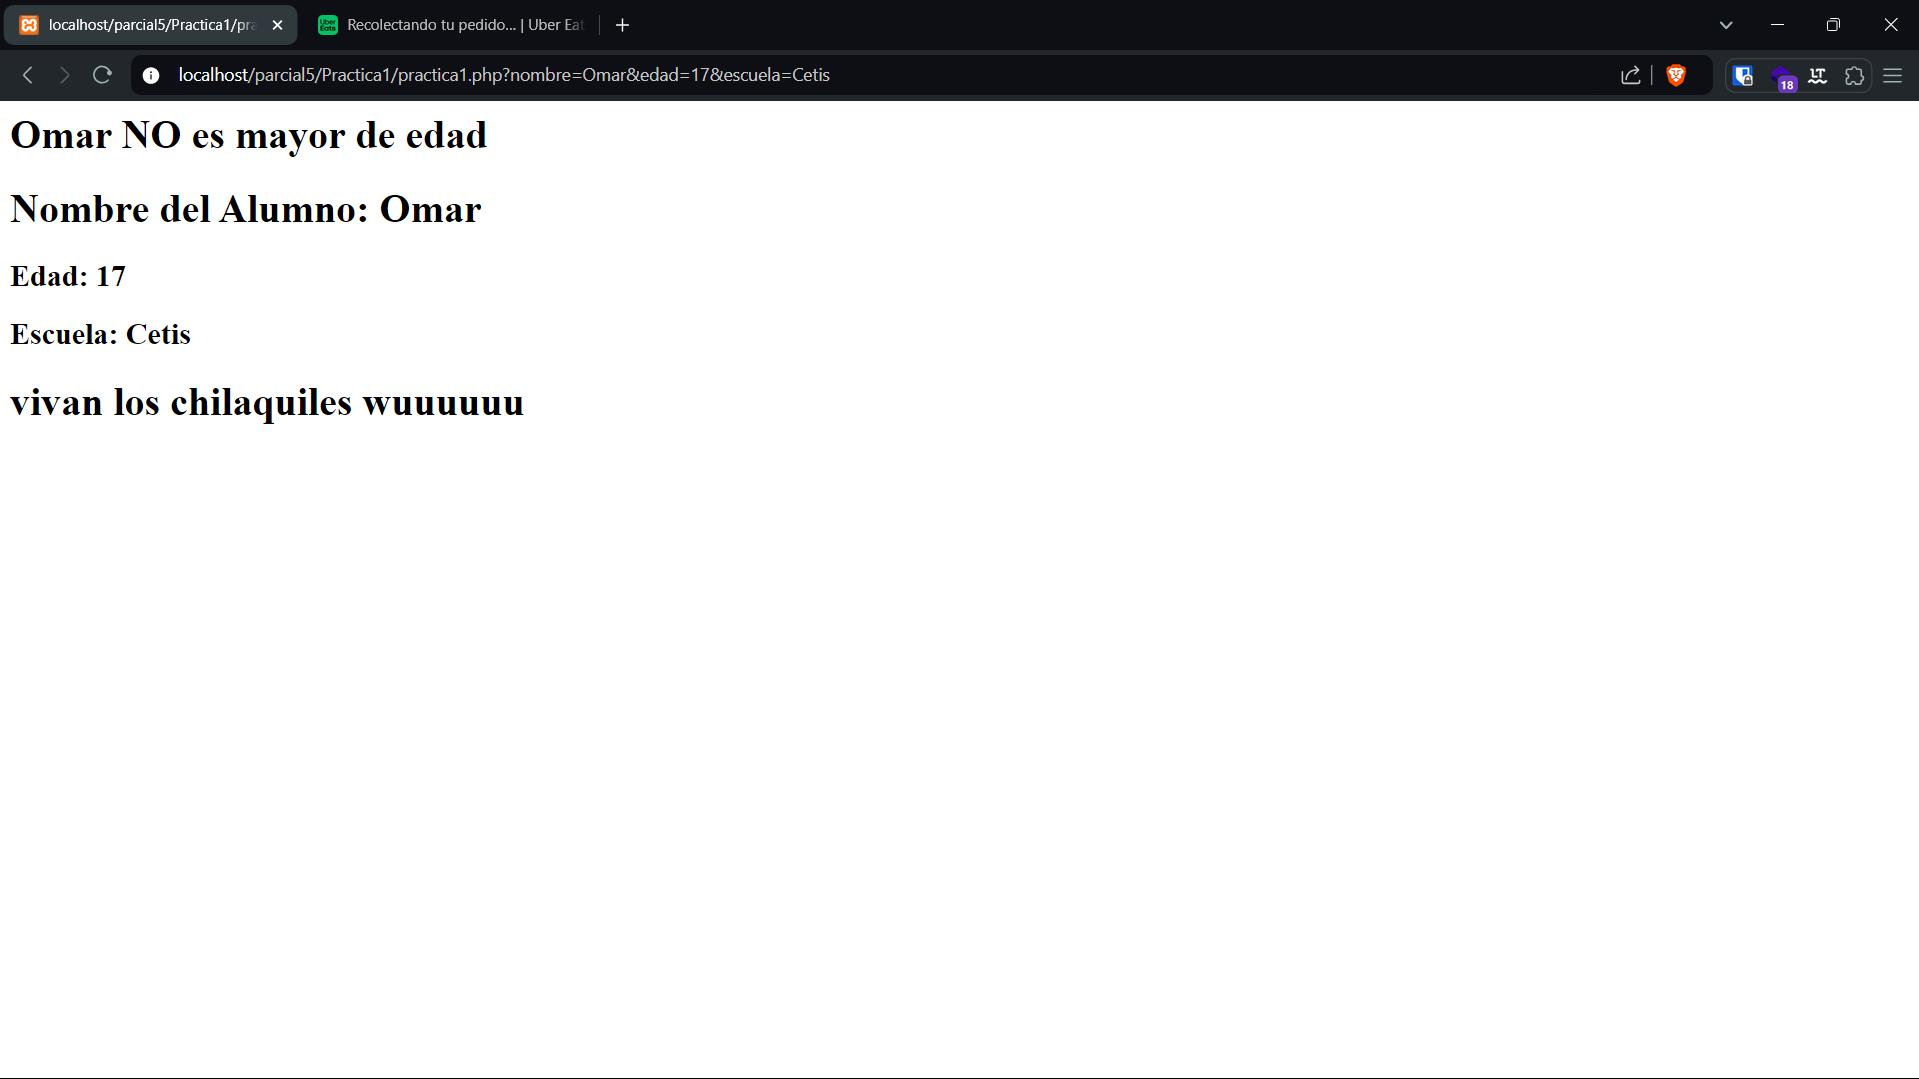 localhost/parcial5/Practica1/pra
Recolectando tu pedido... | Uber Eat
localhost/parcial5/Practica1/practica1.php?nombre=Omar&edad=17&escuela=Cetis
18
LT
Omar NO es mayor de edad
Nombre del Alumno: Omar
Edad: 17
Escuela: Cetis
vivan los chilaquiles wuuuuuu